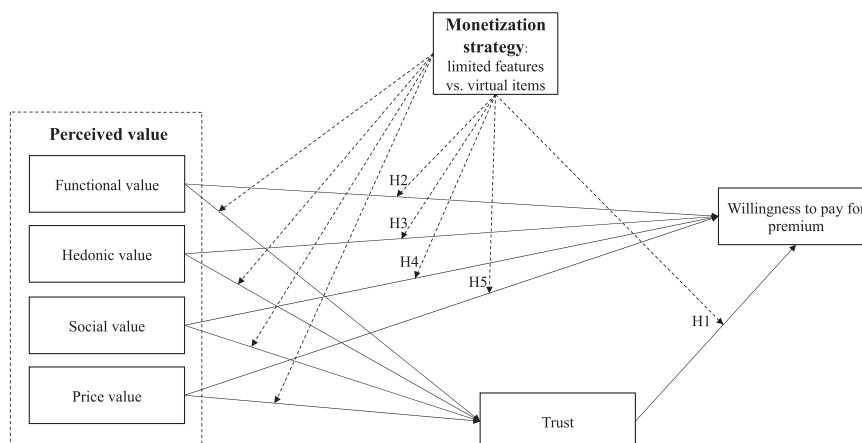 Monetization
strategy:
limited features
vs. virtual items
Perceived value
Functional value
Hedonic value
Social value
Price value
H2
H3
H4
H5
H1
Willingness to pay for
premium
Trust